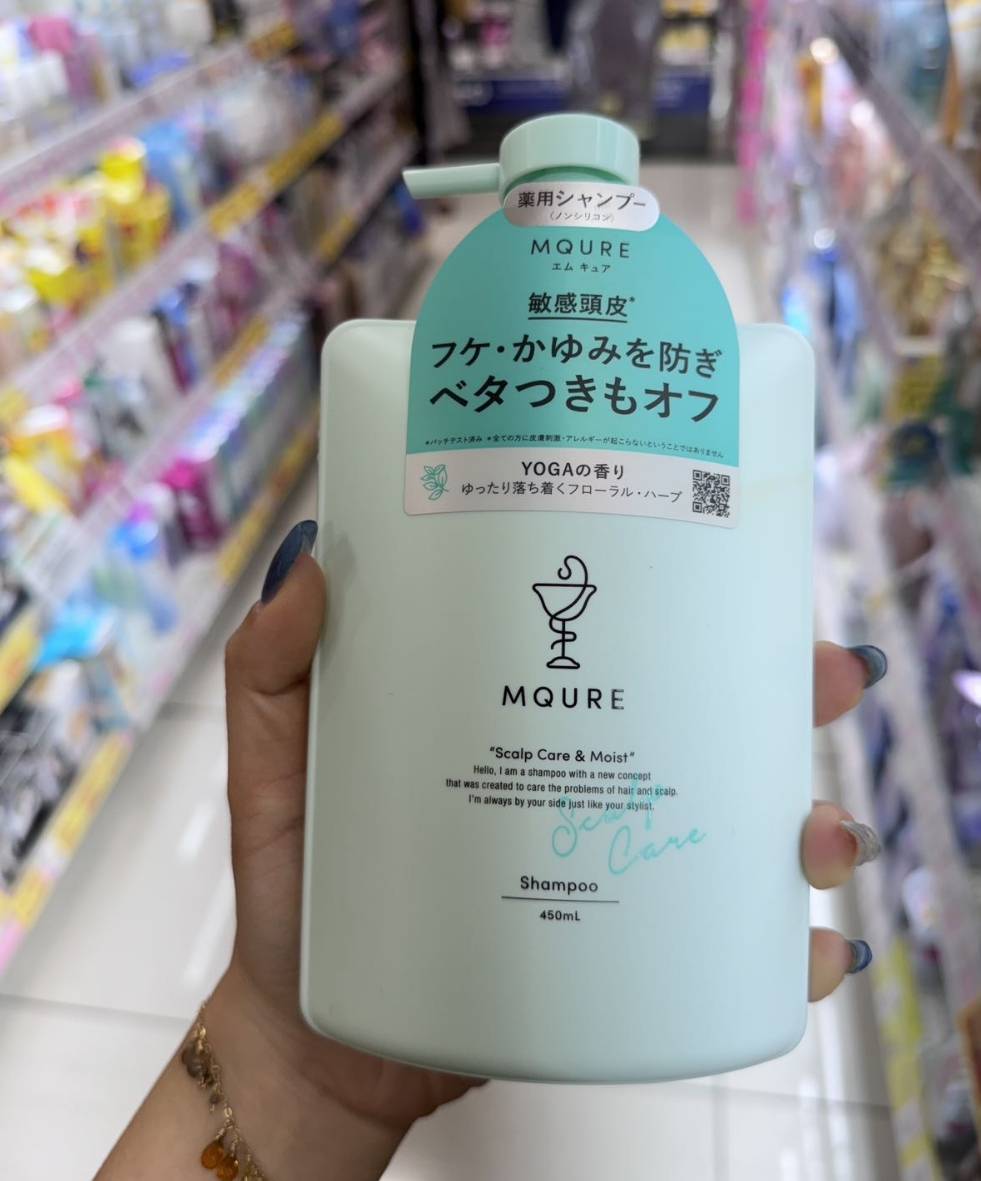 薬用シャンプー
（ノンシリコン）
MQURE
エム キュア
敏感頭皮*
フケ・かゆみを防ぎ
ベタつきもオフ
*パッチテスト済み *全ての方に皮膚刺激・アレルギーが起こらないということではありません
YOGAの香り
ゆったり落ち着くフローラル・ハーブ
MQURE
"Scalp Care & Moist"
Hello, I am a shampoo with a new concept
that was created to care the problems of hair and scalp.
I'm always by your side just like your stylist.
Scalp
Care
Shampoo
450mL